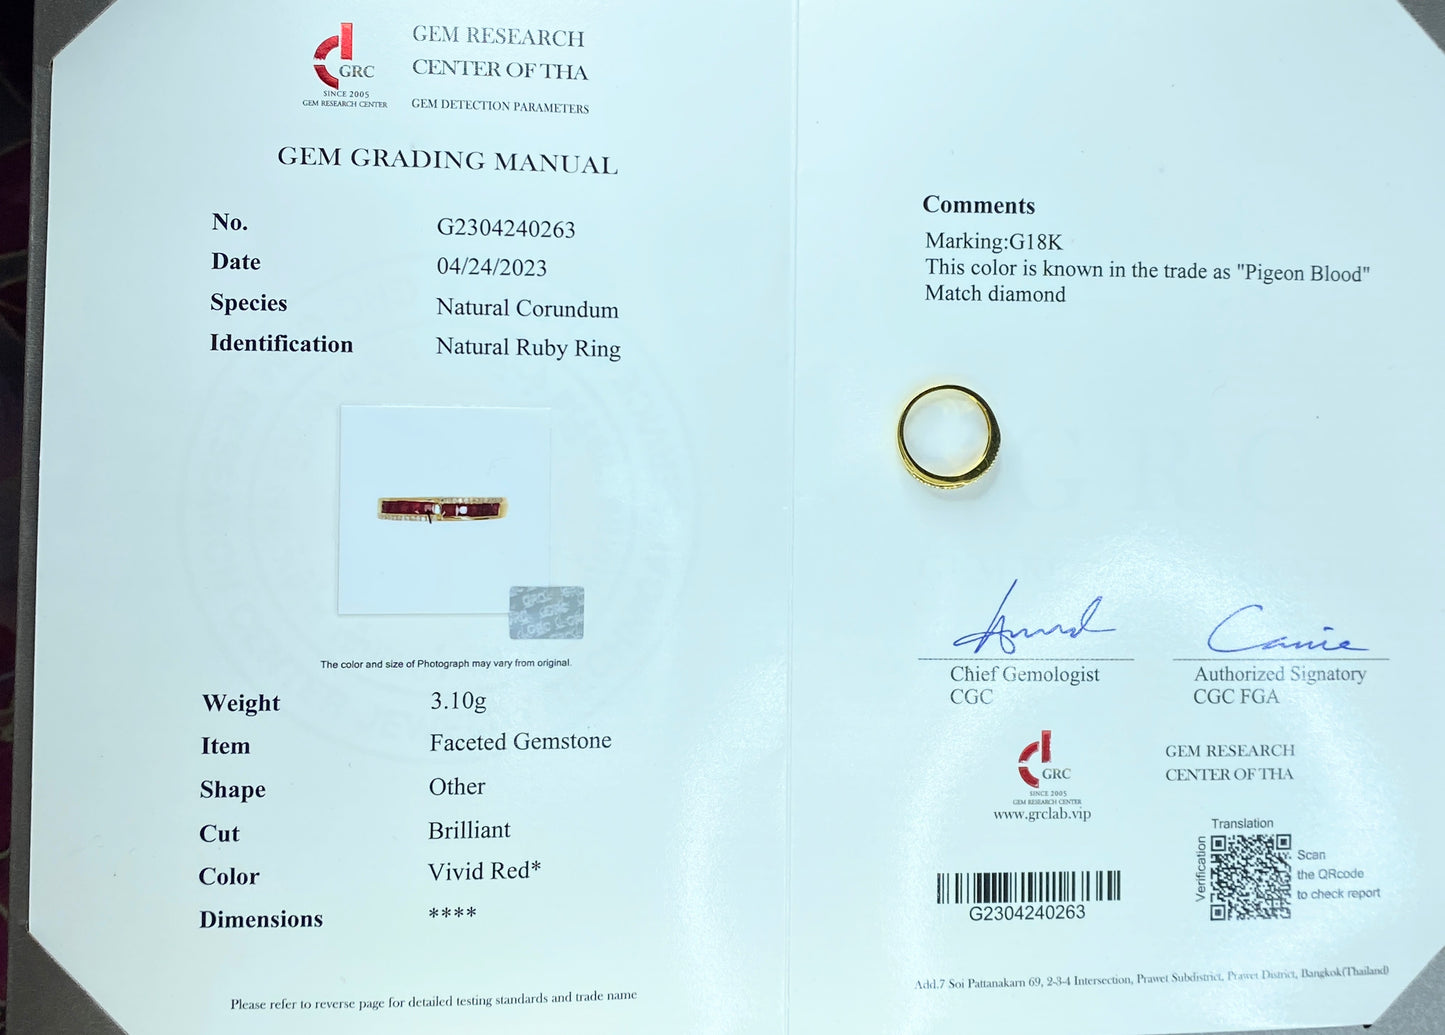 GRC
SINCE 2005
GEM RESEARCH CENTER
GEM RESEARCH
CENTER OF THA
GEM DETECTION PARAMETERS
GEM GRADING MANUAL
No. G2304240263
Date 04/24/2023
Species Natural Corundum
Identification Natural Ruby Ring
The color and size of Photograph may vary from original.
Weight 3.10g
Item Faceted Gemstone
Shape Other
Cut Brilliant
Color Vivid Red*
Dimensions ****
Please refer to reverse page for detailed testing standards and trade name
Comments
Marking:G18K
This color is known in the trade as "Pigeon Blood"
Match diamond
Chief Gemologist
CGC
Carrie
Authorized Signatory
CGC FGA
GRC
SINCE 2005
GEM RESEARCH CENTER
www.grclab.vip
GEM RESEARCH
CENTER OF THA
G2304240263
Translation
Verification
Scan
the QRcode
to check report
Add.7 Soi Pattanakarn 69, 2-3-4 Intersection, Prawet Subdistrict, Prawet District, Bangkok(Thailand)